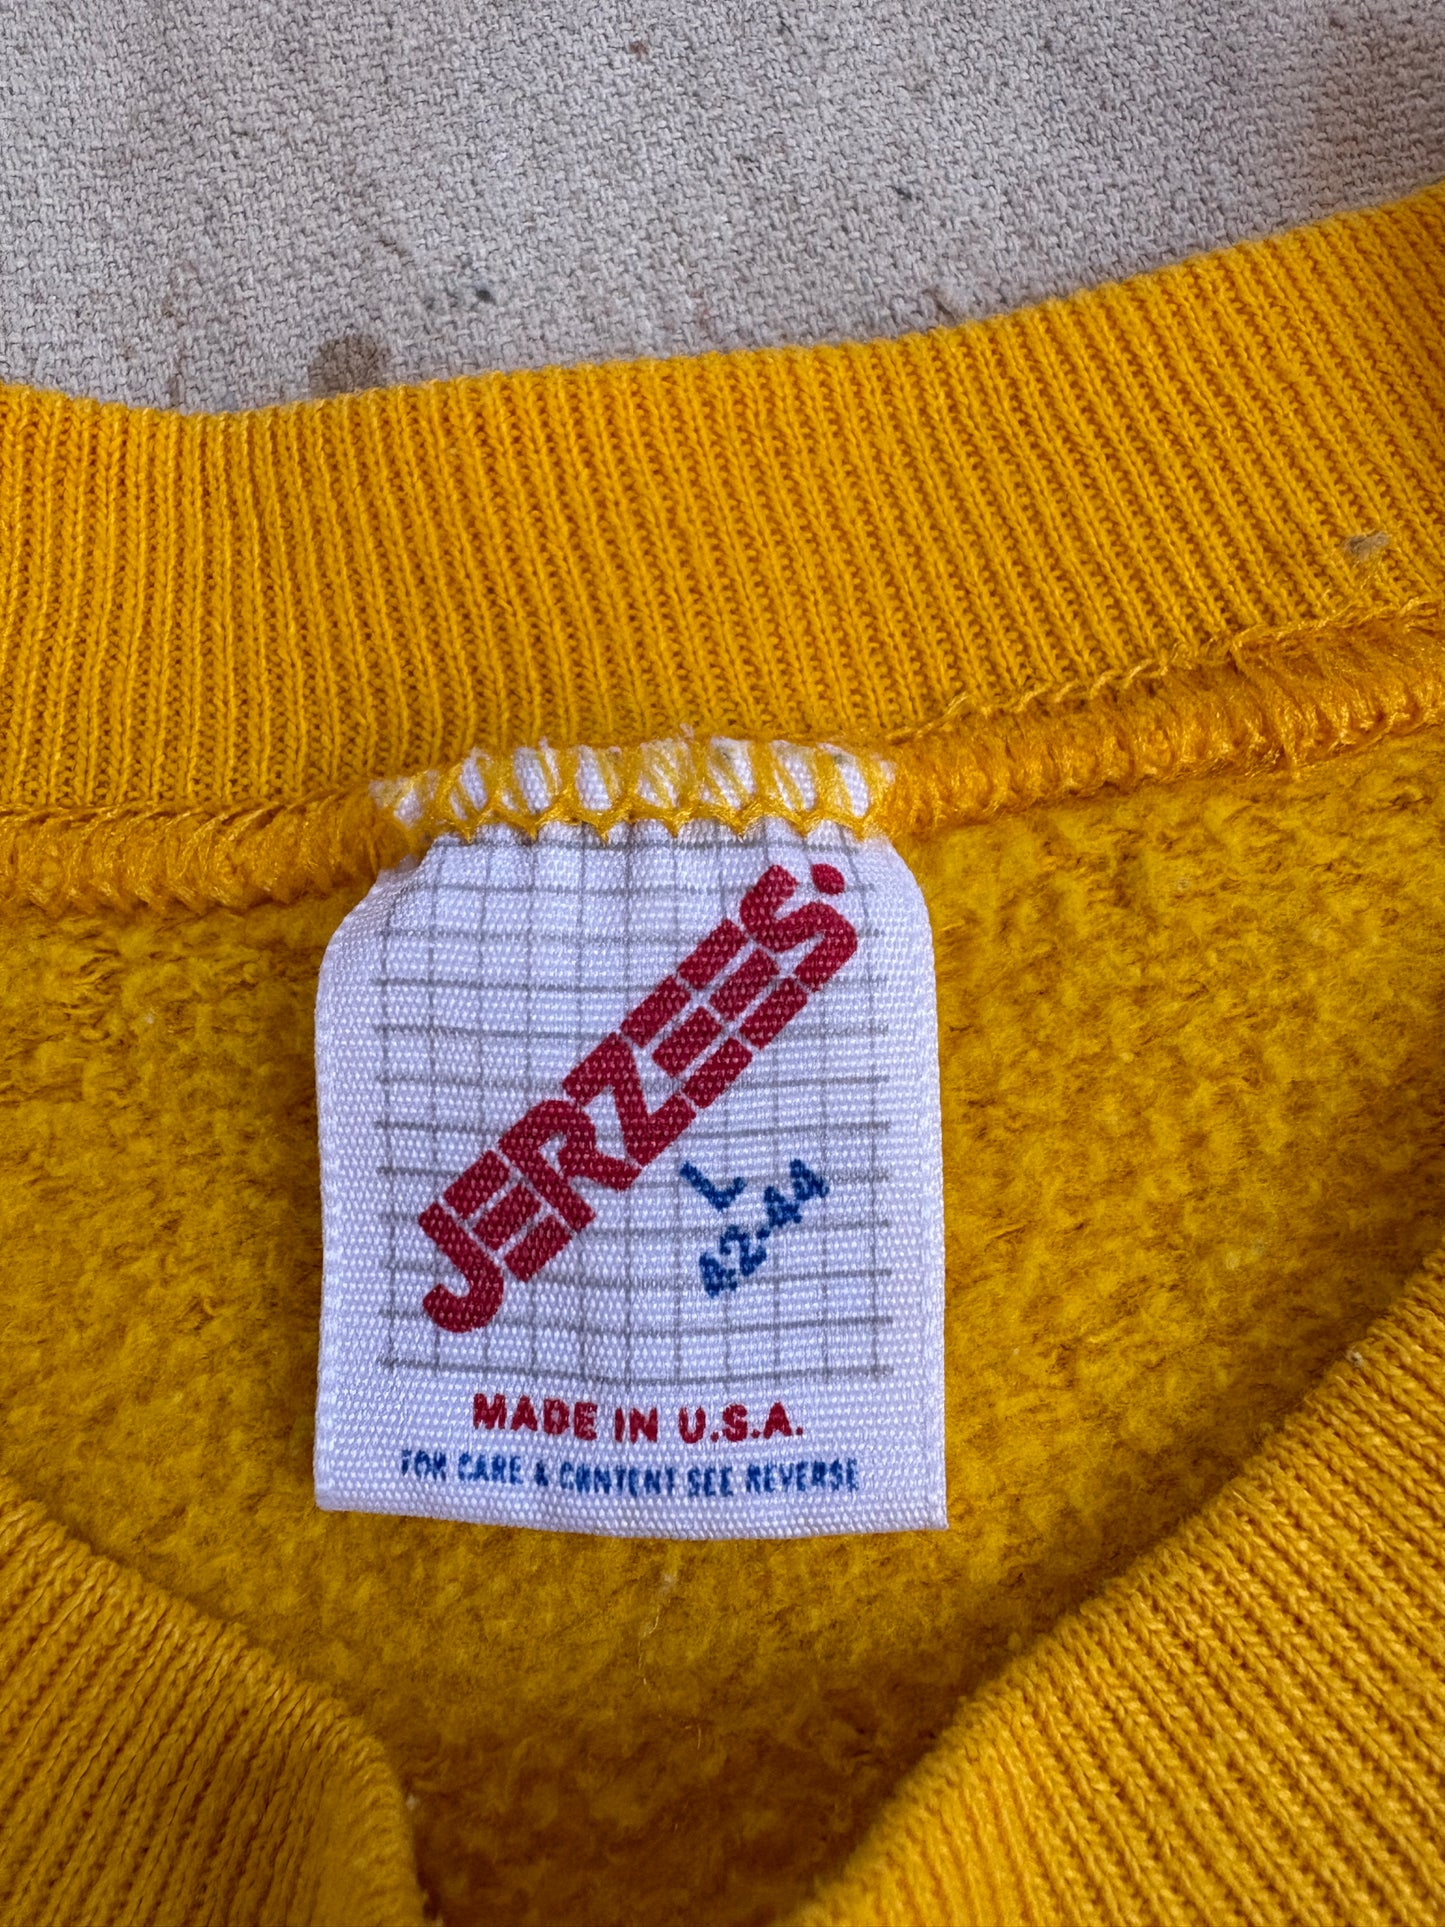 JERZEES.
L
42-44
MADE IN U.S.A.
FOR CARE & CONTENT SEE REVERSE